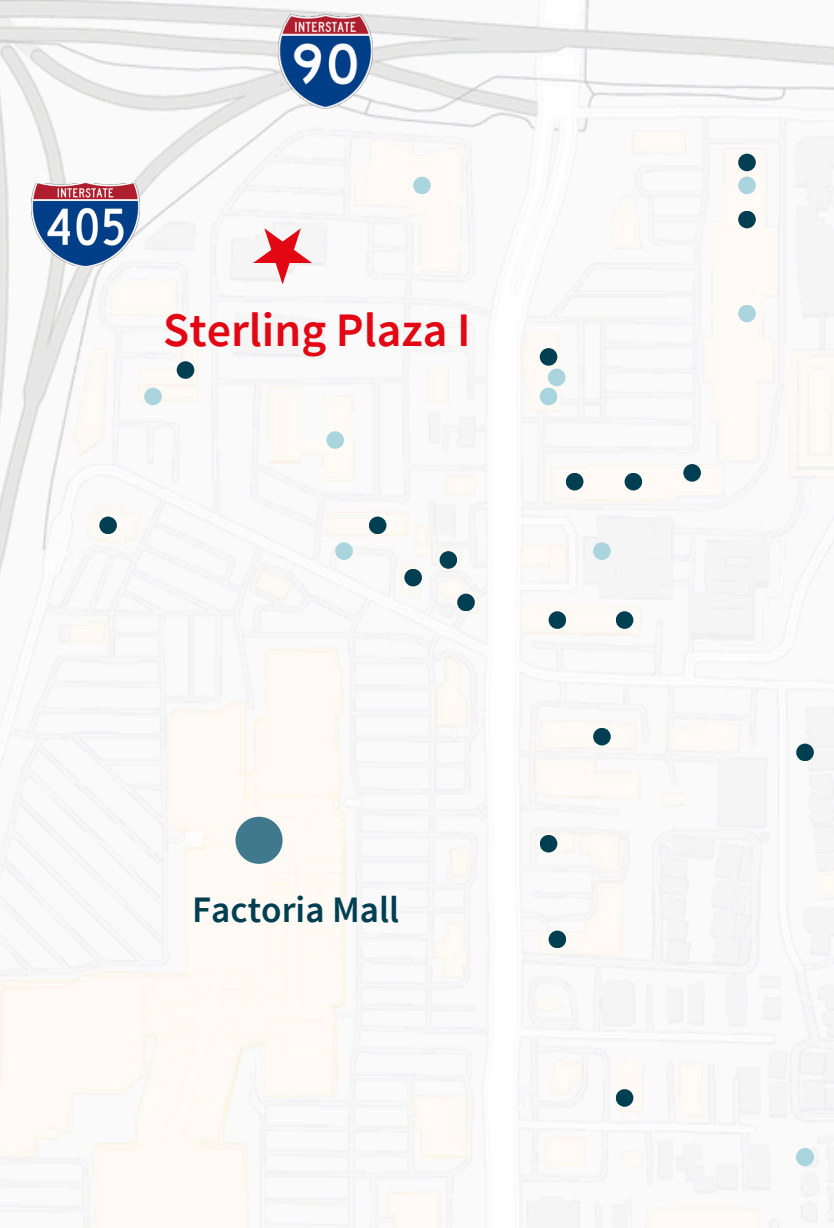 INTERSTATE
90
INTERSTATE
405
Sterling Plaza I
Factoria Mall